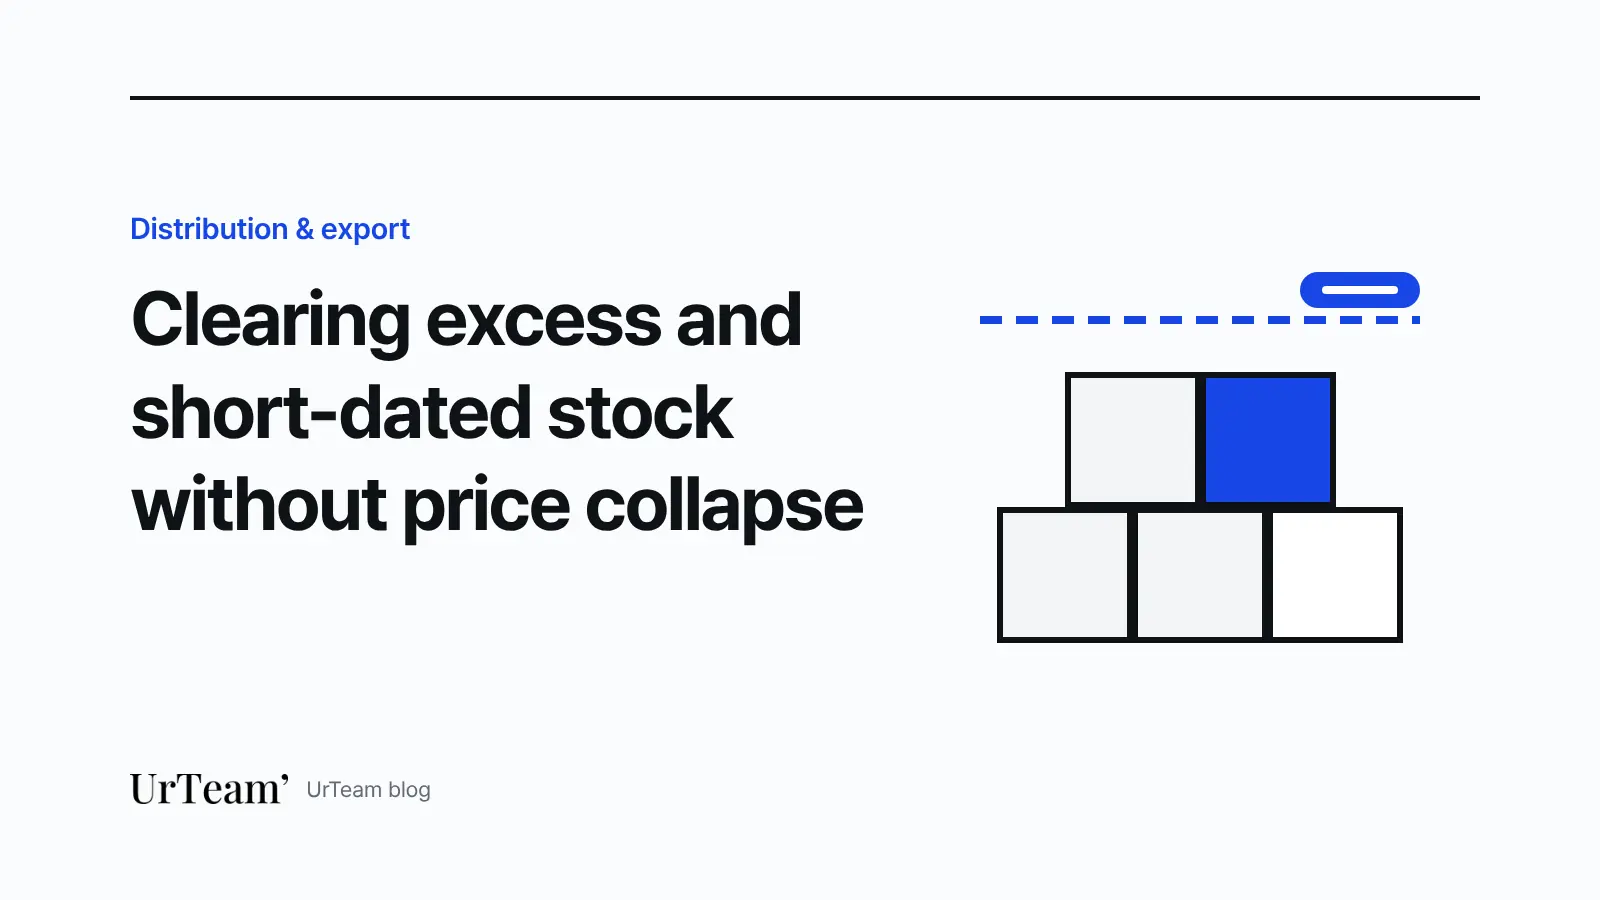 Distribution & export
Clearing excess and
short-dated stock
without price collapse
UrTeam’ UrTeam blog